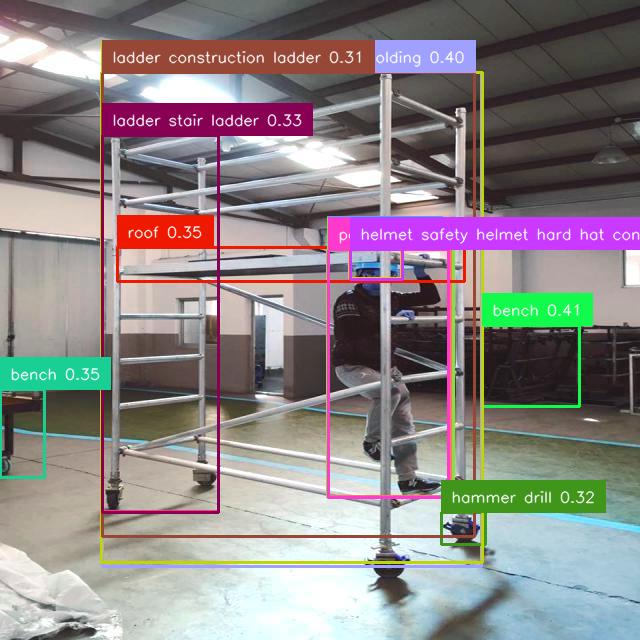 ladder construction ladder 0.31
olding 0.40
ladder stair ladder 0.33
roof 0.35
helmet safety helmet hard hat con
bench 0.41
bench 0.35
hammer drill 0.32